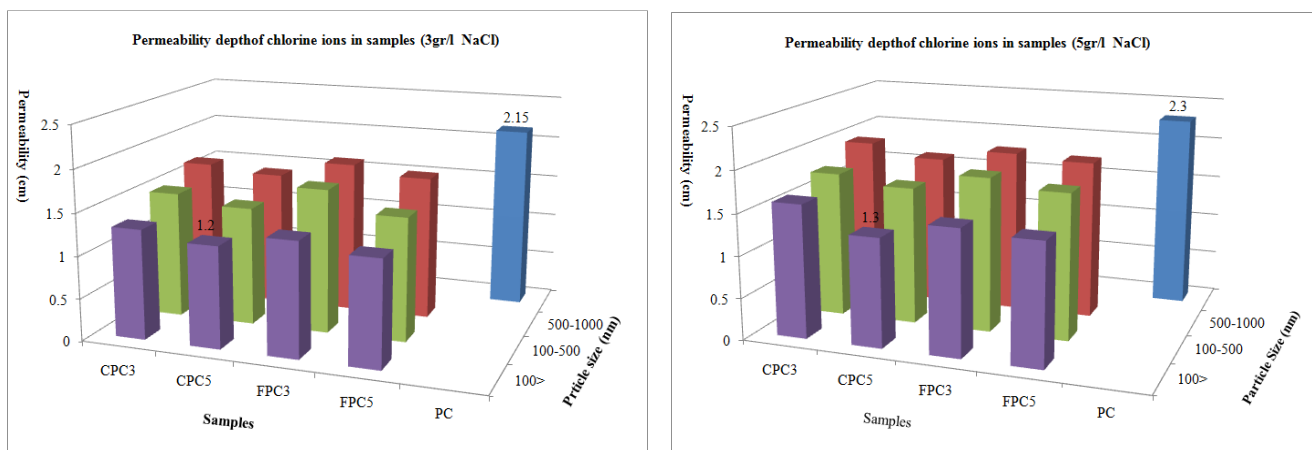 Permeability depthof chlorine ions in samples (3gr/l NaCl)
Permeability (cm)
2.5
2
1.5
1
0.5
0
2.15
1.2
CPC3
CPC5
FPC3
FPC5
PC
Samples
500-1000
100-500
100>
Prticle size (nm)
Permeability depthof chlorine ions in samples (5gr/l NaCl)
Permeability (cm)
2.5
2
1.5
1
0.5
0
2.3
1.3
CPC3
CPC5
FPC3
FPC5
PC
Samples
500-1000
100-500
100>
Particle Size (nm)